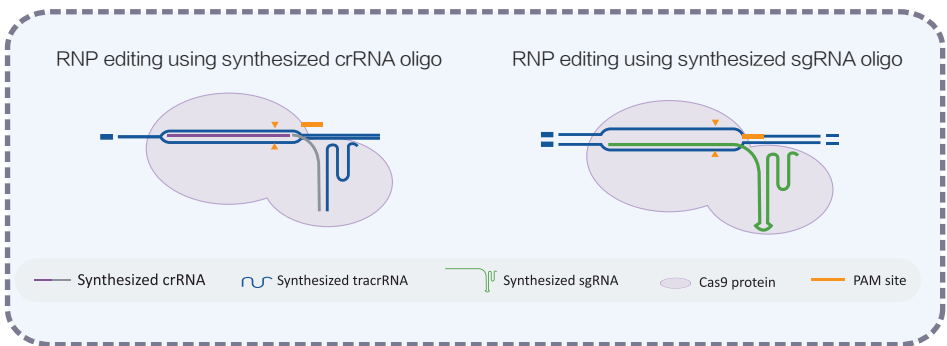 RNP editing using synthesized crRNA oligo
RNP editing using synthesized sgRNA oligo
Synthesized crRNA
Synthesized tracrRNA
Synthesized sgRNA
Cas9 protein
PAM site